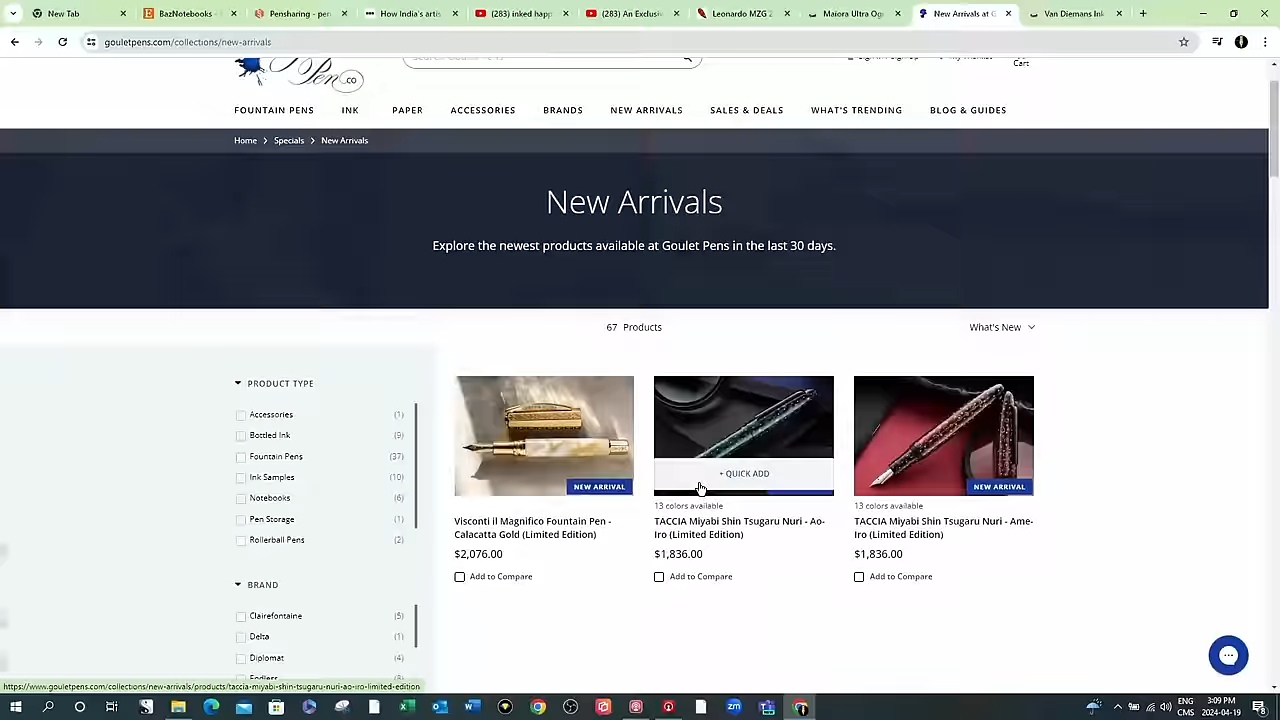 New Tab
BazNotebooks -
Pensharing - pen
How India's artis
(283) inked happ
(283) An Exclusiv
Leonardo MZG
Maiora Ultra Og
New Arrivals at G
Van Diemans Ink
gouletpens.com/collections/new-arrivals
Pen co
Cart
FOUNTAIN PENS INK PAPER ACCESSORIES BRANDS NEW ARRIVALS SALES & DEALS WHAT'S TRENDING BLOG & GUIDES
Home > Specials > New Arrivals
New Arrivals
Explore the newest products available at Goulet Pens in the last 30 days.
67 Products
What's New
PRODUCT TYPE
Accessories (1)
Bottled Ink (9)
Fountain Pens (37)
Ink Samples (10)
Notebooks (6)
Pen Storage (1)
Rollerball Pens (2)
BRAND
Clairefontaine (5)
Delta (1)
Diplomat (4)
NEW ARRIVAL
Visconti il Magnifico Fountain Pen -
Calacatta Gold (Limited Edition)
$2,076.00
Add to Compare
+ QUICK ADD
13 colors available
TACCIA Miyabi Shin Tsugaru Nuri - Ao-
Iro (Limited Edition)
$1,836.00
Add to Compare
NEW ARRIVAL
13 colors available
TACCIA Miyabi Shin Tsugaru Nuri - Ame-
Iro (Limited Edition)
$1,836.00
Add to Compare
https://www.gouletpens.com/collections/new-arrivals/products/taccia-miyabi-shin-tsugaru-nuri-ao-iro-limited-edition
zm
ENG
CMS
3:09 PM
2024-04-19